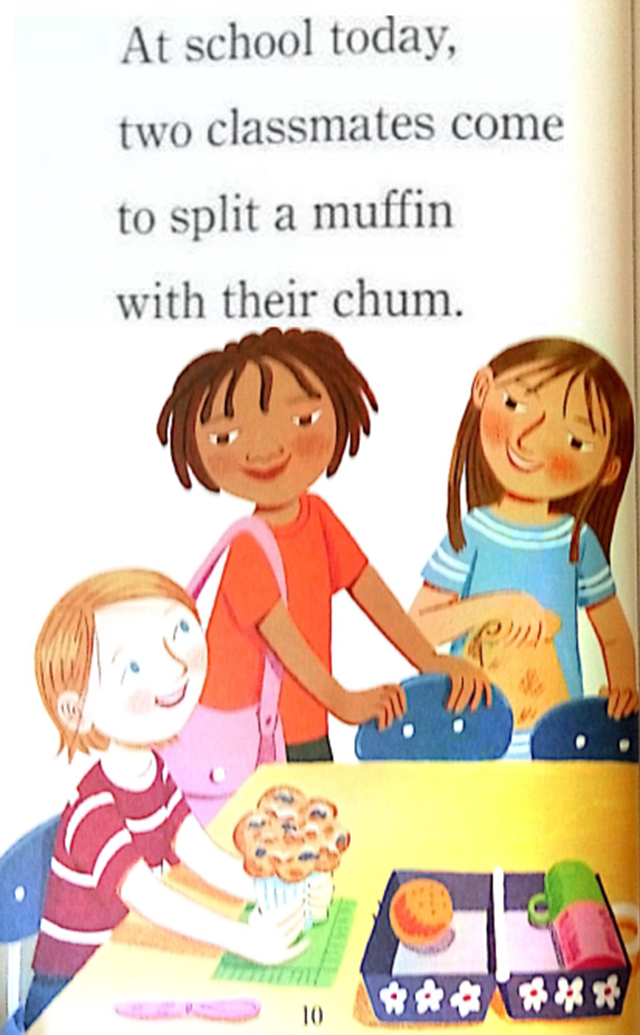 At school today,
two classmates come
to split a muffin
with their chum.
10